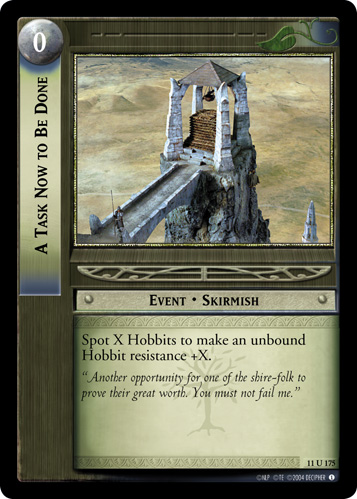 0
A Task Now to Be Done
Event • Skirmish
Spot X Hobbits to make an unbound
Hobbit resistance +X.
“Another opportunity for one of the shire-folk to
prove their great worth. You must not fail me.”
11 U 175
©NLP ©TE ©2004 DECIPHER